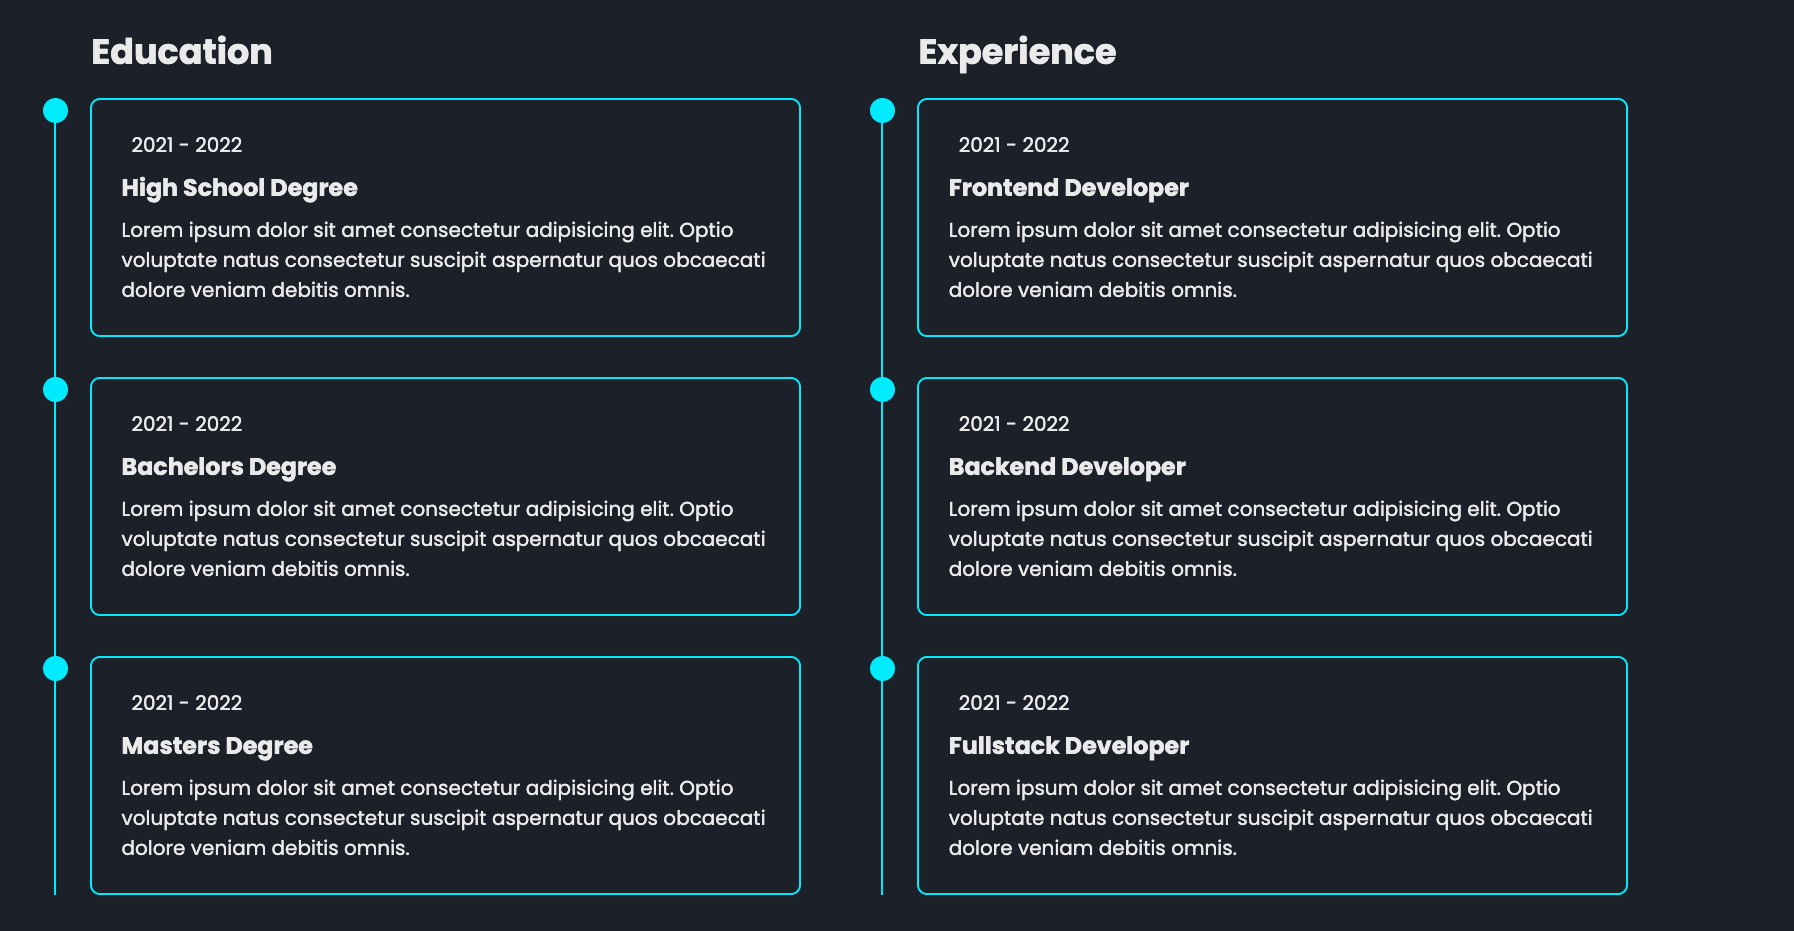 Education
2021 - 2022
High School Degree
Lorem ipsum dolor sit amet consectetur adipisicing elit. Optio
voluptate natus consectetur suscipit aspernatur quos obcaecati
dolore veniam debitis omnis.
2021 - 2022
Bachelors Degree
Lorem ipsum dolor sit amet consectetur adipisicing elit. Optio
voluptate natus consectetur suscipit aspernatur quos obcaecati
dolore veniam debitis omnis.
2021 - 2022
Masters Degree
Lorem ipsum dolor sit amet consectetur adipisicing elit. Optio
voluptate natus consectetur suscipit aspernatur quos obcaecati
dolore veniam debitis omnis.
Experience
2021 - 2022
Frontend Developer
Lorem ipsum dolor sit amet consectetur adipisicing elit. Optio
voluptate natus consectetur suscipit aspernatur quos obcaecati
dolore veniam debitis omnis.
2021 - 2022
Backend Developer
Lorem ipsum dolor sit amet consectetur adipisicing elit. Optio
voluptate natus consectetur suscipit aspernatur quos obcaecati
dolore veniam debitis omnis.
2021 - 2022
Fullstack Developer
Lorem ipsum dolor sit amet consectetur adipisicing elit. Optio
voluptate natus consectetur suscipit aspernatur quos obcaecati
dolore veniam debitis omnis.